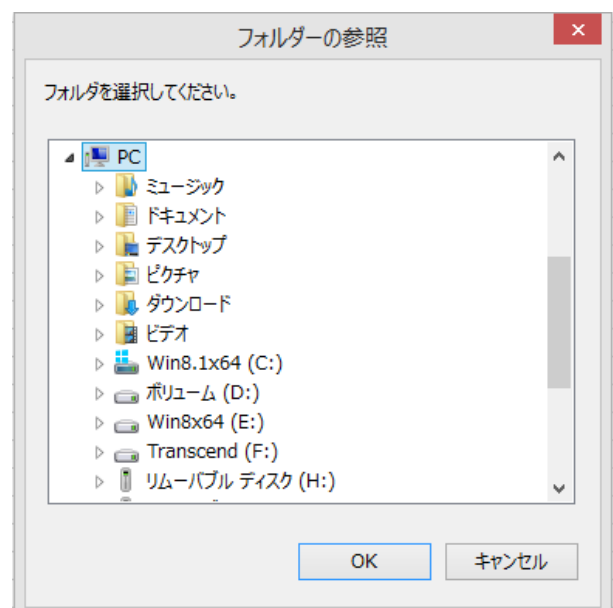 フォルダーの参照
フォルダを選択してください。
PC
ミュージック
ドキュメント
デスクトップ
ピクチャ
ダウンロード
ビデオ
Win8.1x64 (C:)
ボリューム (D:)
Win8x64 (E:)
Transcend (F:)
リムーバブル ディスク (H:)
OK
キャンセル